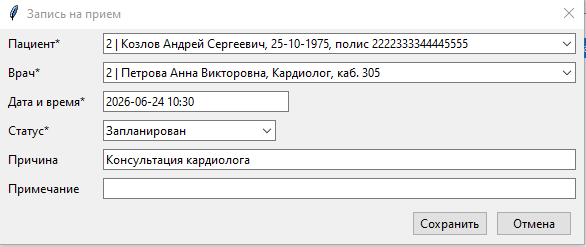 Запись на прием
Пациент* 2 | Козлов Андрей Сергеевич, 25-10-1975, полис 2222333344445555
Врач* 2 | Петрова Анна Викторовна, Кардиолог, каб. 305
Дата и время* 2026-06-24 10:30
Статус* Запланирован
Причина Консультация кардиолога
Примечание
Сохранить Отмена